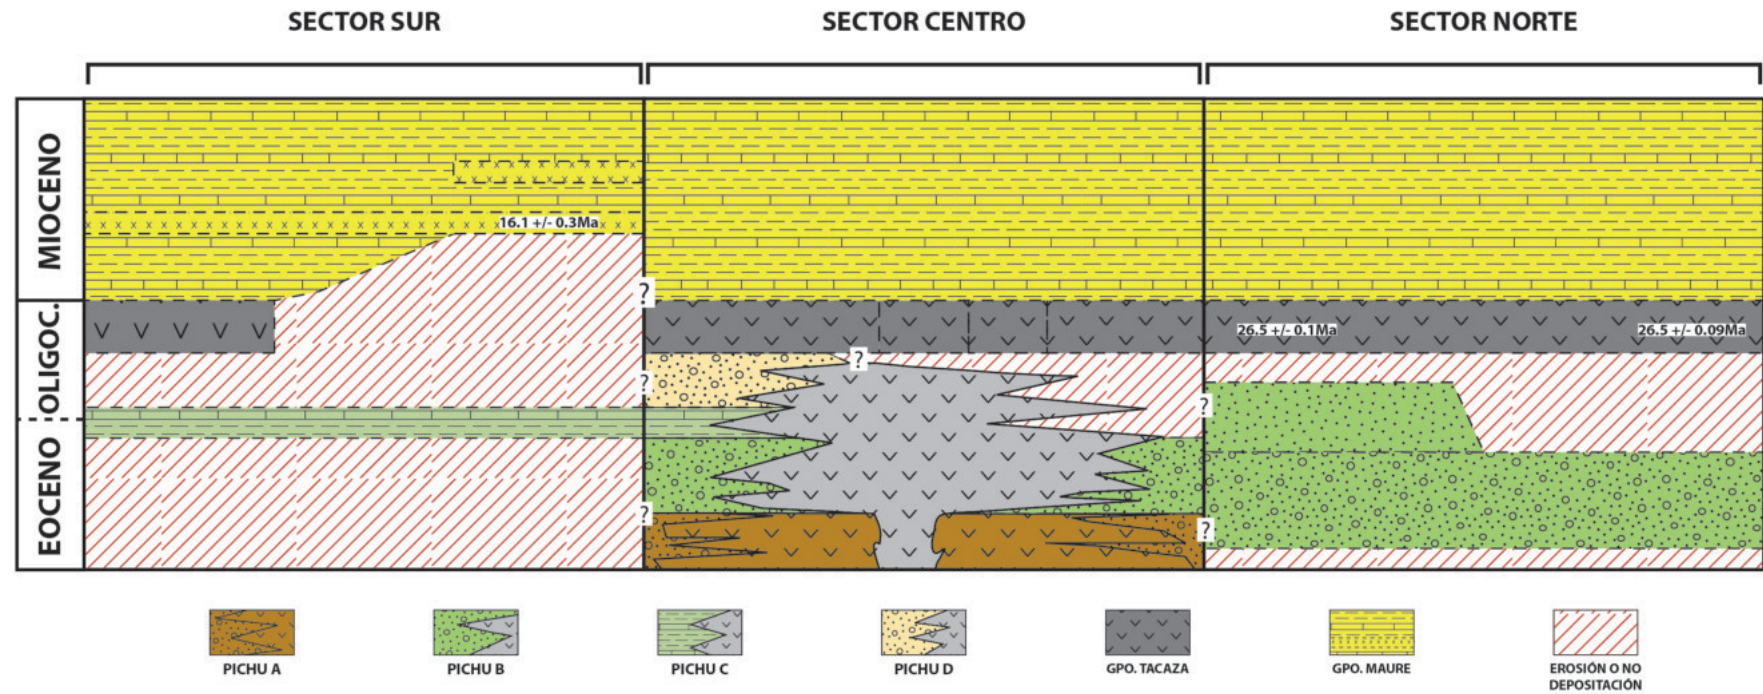 SECTOR SUR
SECTOR CENTRO
SECTOR NORTE
MIOCENO
OLIGOC.
EOCENO
16.1 +/- 0.3Ma
?
26.5 +/- 0.1Ma
26.5 +/- 0.09Ma
?
?
?
?
?
PICHU A
PICHU B
PICHU C
PICHU D
GPO. TACAZA
GPO. MAURE
EROSIÓN O NO
DEPOSITACIÓN